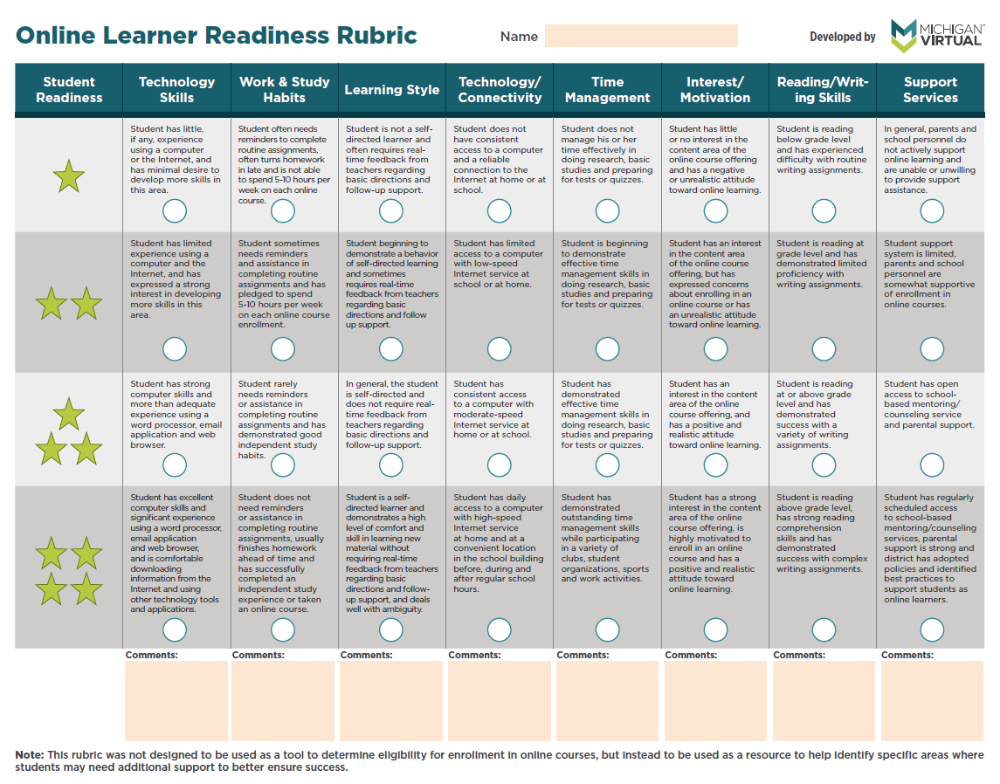 Online Learner Readiness Rubric
Name
Developed by
MICHIGAN
VIRTUAL™
Student
Readiness
Technology
Skills
Work & Study
Habits
Learning Style
Technology/
Connectivity
Time
Management
Interest/
Motivation
Reading/Writ-
ing Skills
Support
Services
Student has little,
if any, experience
using a computer
or the Internet, and
has minimal desire to
develop more skills in
this area.
Student often needs
reminders to complete
routine assignments,
often turns homework
in late and is not able
to spend 5-10 hours per
week on each online
course.
Student is not a self-
directed learner and
often requires real-
time feedback from
teachers regarding
basic directions and
follow-up support.
Student does not
have consistent
access to a computer
and a reliable
connection to the
Internet at home or at
school.
Student does not
manage his or her
time effectively in
doing research, basic
studies and preparing
for tests or quizzes.
Student has little
or no interest in the
content area of the
online course offering
and has a negative
or unrealistic attitude
toward online learning.
Student is reading
below grade level
and has experienced
difficulty with routine
writing assignments.
In general, parents and
school personnel do
not actively support
online learning and
are unable or unwilling
to provide support
assistance.
Student has limited
experience using a
computer and the
Internet, and has
expressed a strong
interest in developing
more skills in this
area.
Student sometimes
needs reminders
and assistance in
completing routine
assignments and has
pledged to spend
5-10 hours per week
on each online course
enrollment.
Student beginning to
demonstrate a behavior
of self-directed learning
and sometimes
requires real-time
feedback from teachers
regarding basic
directions and follow
up support.
Student has limited
access to a computer
with low-speed
Internet service at
school or at home.
Student is beginning
to demonstrate
effective time
management skills in
doing research, basic
studies and preparing
for tests or quizzes.
Student has an interest
in the content area
of the online course
offering, but has
expressed concerns
about enrolling in an
online course or has
an unrealistic attitude
toward online learning.
Student is reading at
grade level and has
demonstrated limited
proficiency with
writing assignments.
Student support
system is limited,
parents and school
personnel are
somewhat supportive
of enrollment in
online courses.
Student has strong
computer skills and
more than adequate
experience using a
word processor, email
application and web
browser.
Student rarely
needs reminders
or assistance in
completing routine
assignments and has
demonstrated good
independent study
habits.
In general, the student
is self-directed and
does not require real-
time feedback from
teachers regarding
basic directions and
follow-up support.
Student has
consistent access
to a computer with
moderate-speed
Internet service at
home or at school.
Student has
demonstrated
effective time
management skills in
doing research, basic
studies and preparing
for tests or quizzes.
Student has an
interest in the content
area of the online
course offering, and
has a positive and
realistic attitude
toward online learning.
Student is reading
at or above grade
level and has
demonstrated
success with a
variety of writing
assignments.
Student has open
access to school-
based mentoring/
counseling service
and parental support.
Student has excellent
computer skills and
significant experience
using a word processor,
email application
and web browser,
and is comfortable
downloading
information from the
Internet and using
other technology tools
and applications.
Student does not
need reminders
or assistance in
completing routine
assignments, usually
finishes homework
ahead of time and
has successfully
completed an
independent study
experience or taken
an online course.
Student is a self-
directed learner and
demonstrates a high
level of comfort and
skill in learning new
material without
requiring real-time
feedback from teachers
regarding basic
directions and follow-
up support, and deals
well with ambiguity.
Student has daily
access to a computer
with high-speed
Internet service
at home and at a
convenient location
in the school building
before, during and
after regular school
hours.
Student has
demonstrated
outstanding time
management skills
while participating
in a variety of
clubs, student
organizations, sports
and work activities.
Student has a strong
interest in the content
area of the online
course offering, is
highly motivated to
enroll in an online
course and has a
positive and realistic
attitude toward
online learning.
Student is reading
above grade level,
has strong reading
comprehension
skills and has
demonstrated
success with complex
writing assignments.
Student has regularly
scheduled access
to school-based
mentoring/counseling
services, parental
support is strong and
district has adopted
policies and identified
best practices to
support students as
online learners.
Comments:
Comments:
Comments:
Comments:
Comments:
Comments:
Comments:
Comments:
Note: This rubric was not designed to be used as a tool to determine eligibility for enrollment in online courses, but instead to be used as a resource to help identify specific areas where
students may need additional support to better ensure success.